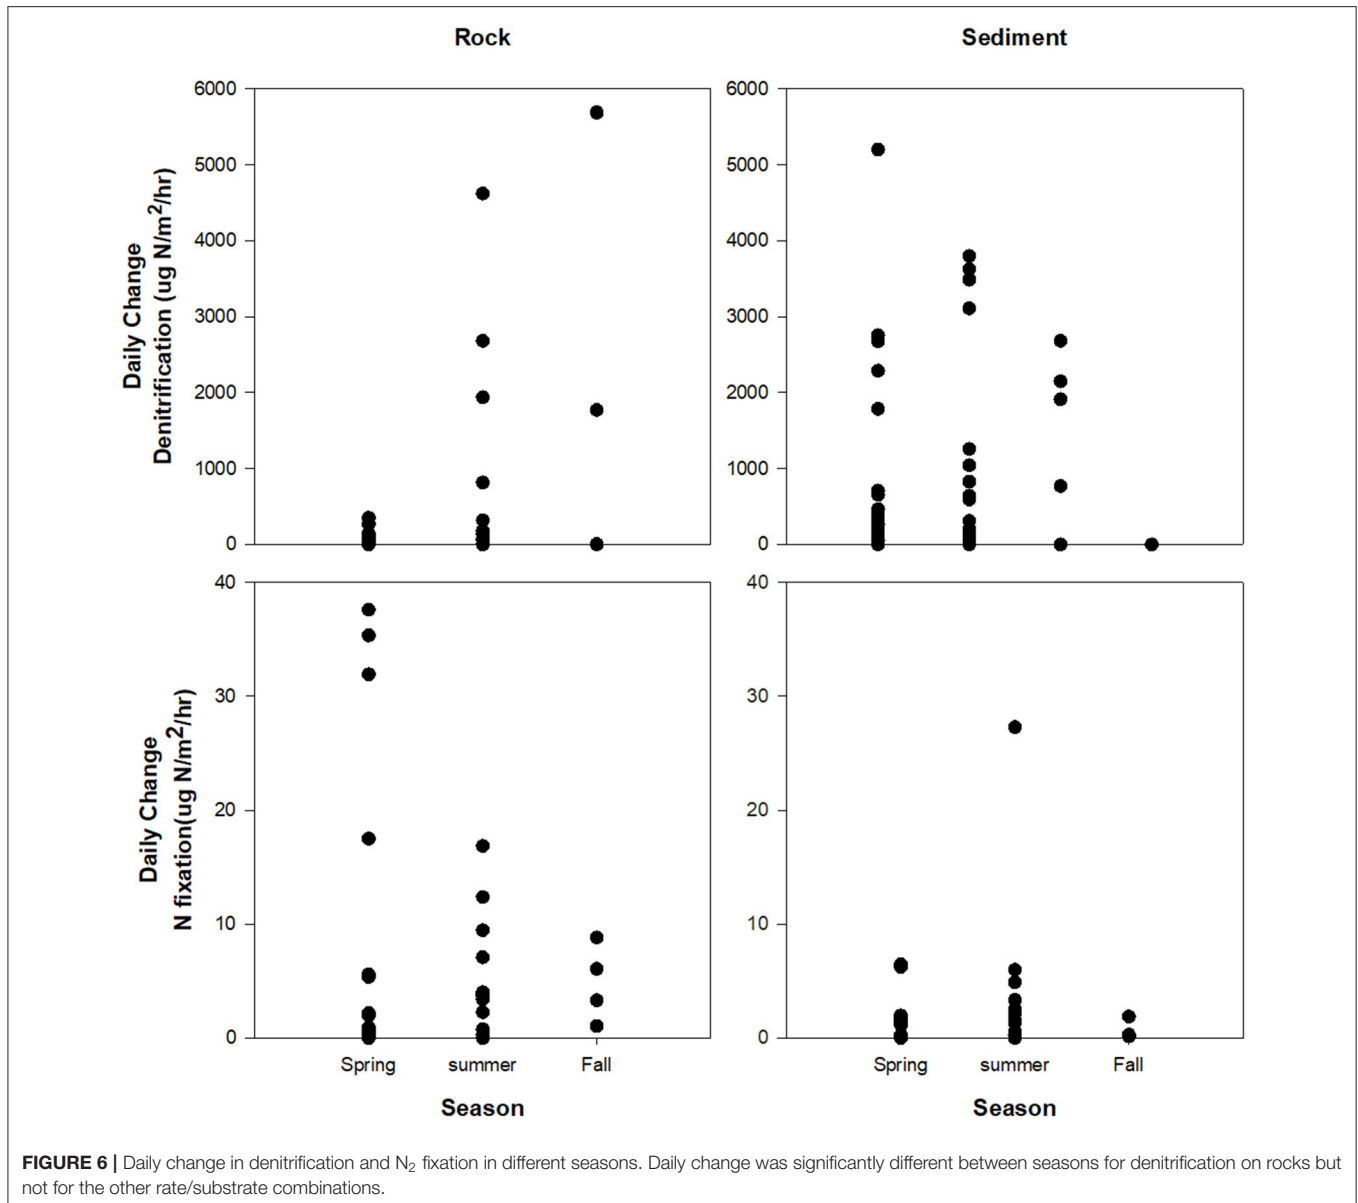 Rock
Sediment
6000
5000
4000
3000
2000
1000
0
Daily Change
Denitrification (ug N/m²/hr)
6000
5000
4000
3000
2000
1000
0
40
30
20
10
0
Daily Change
N fixation(ug N/m²/hr)
40
30
20
10
0
Spring summer Fall
Spring summer Fall
Season
Season
FIGURE 6 | Daily change in denitrification and N₂ fixation in different seasons. Daily change was significantly different between seasons for denitrification on rocks but
not for the other rate/substrate combinations.